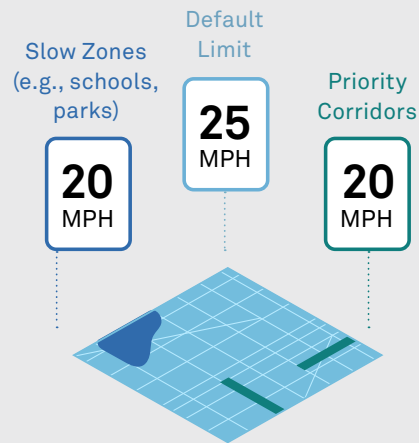 Slow Zones
(e.g., schools,
parks)
20
MPH
Default
Limit
25
MPH
Priority
Corridors
20
MPH